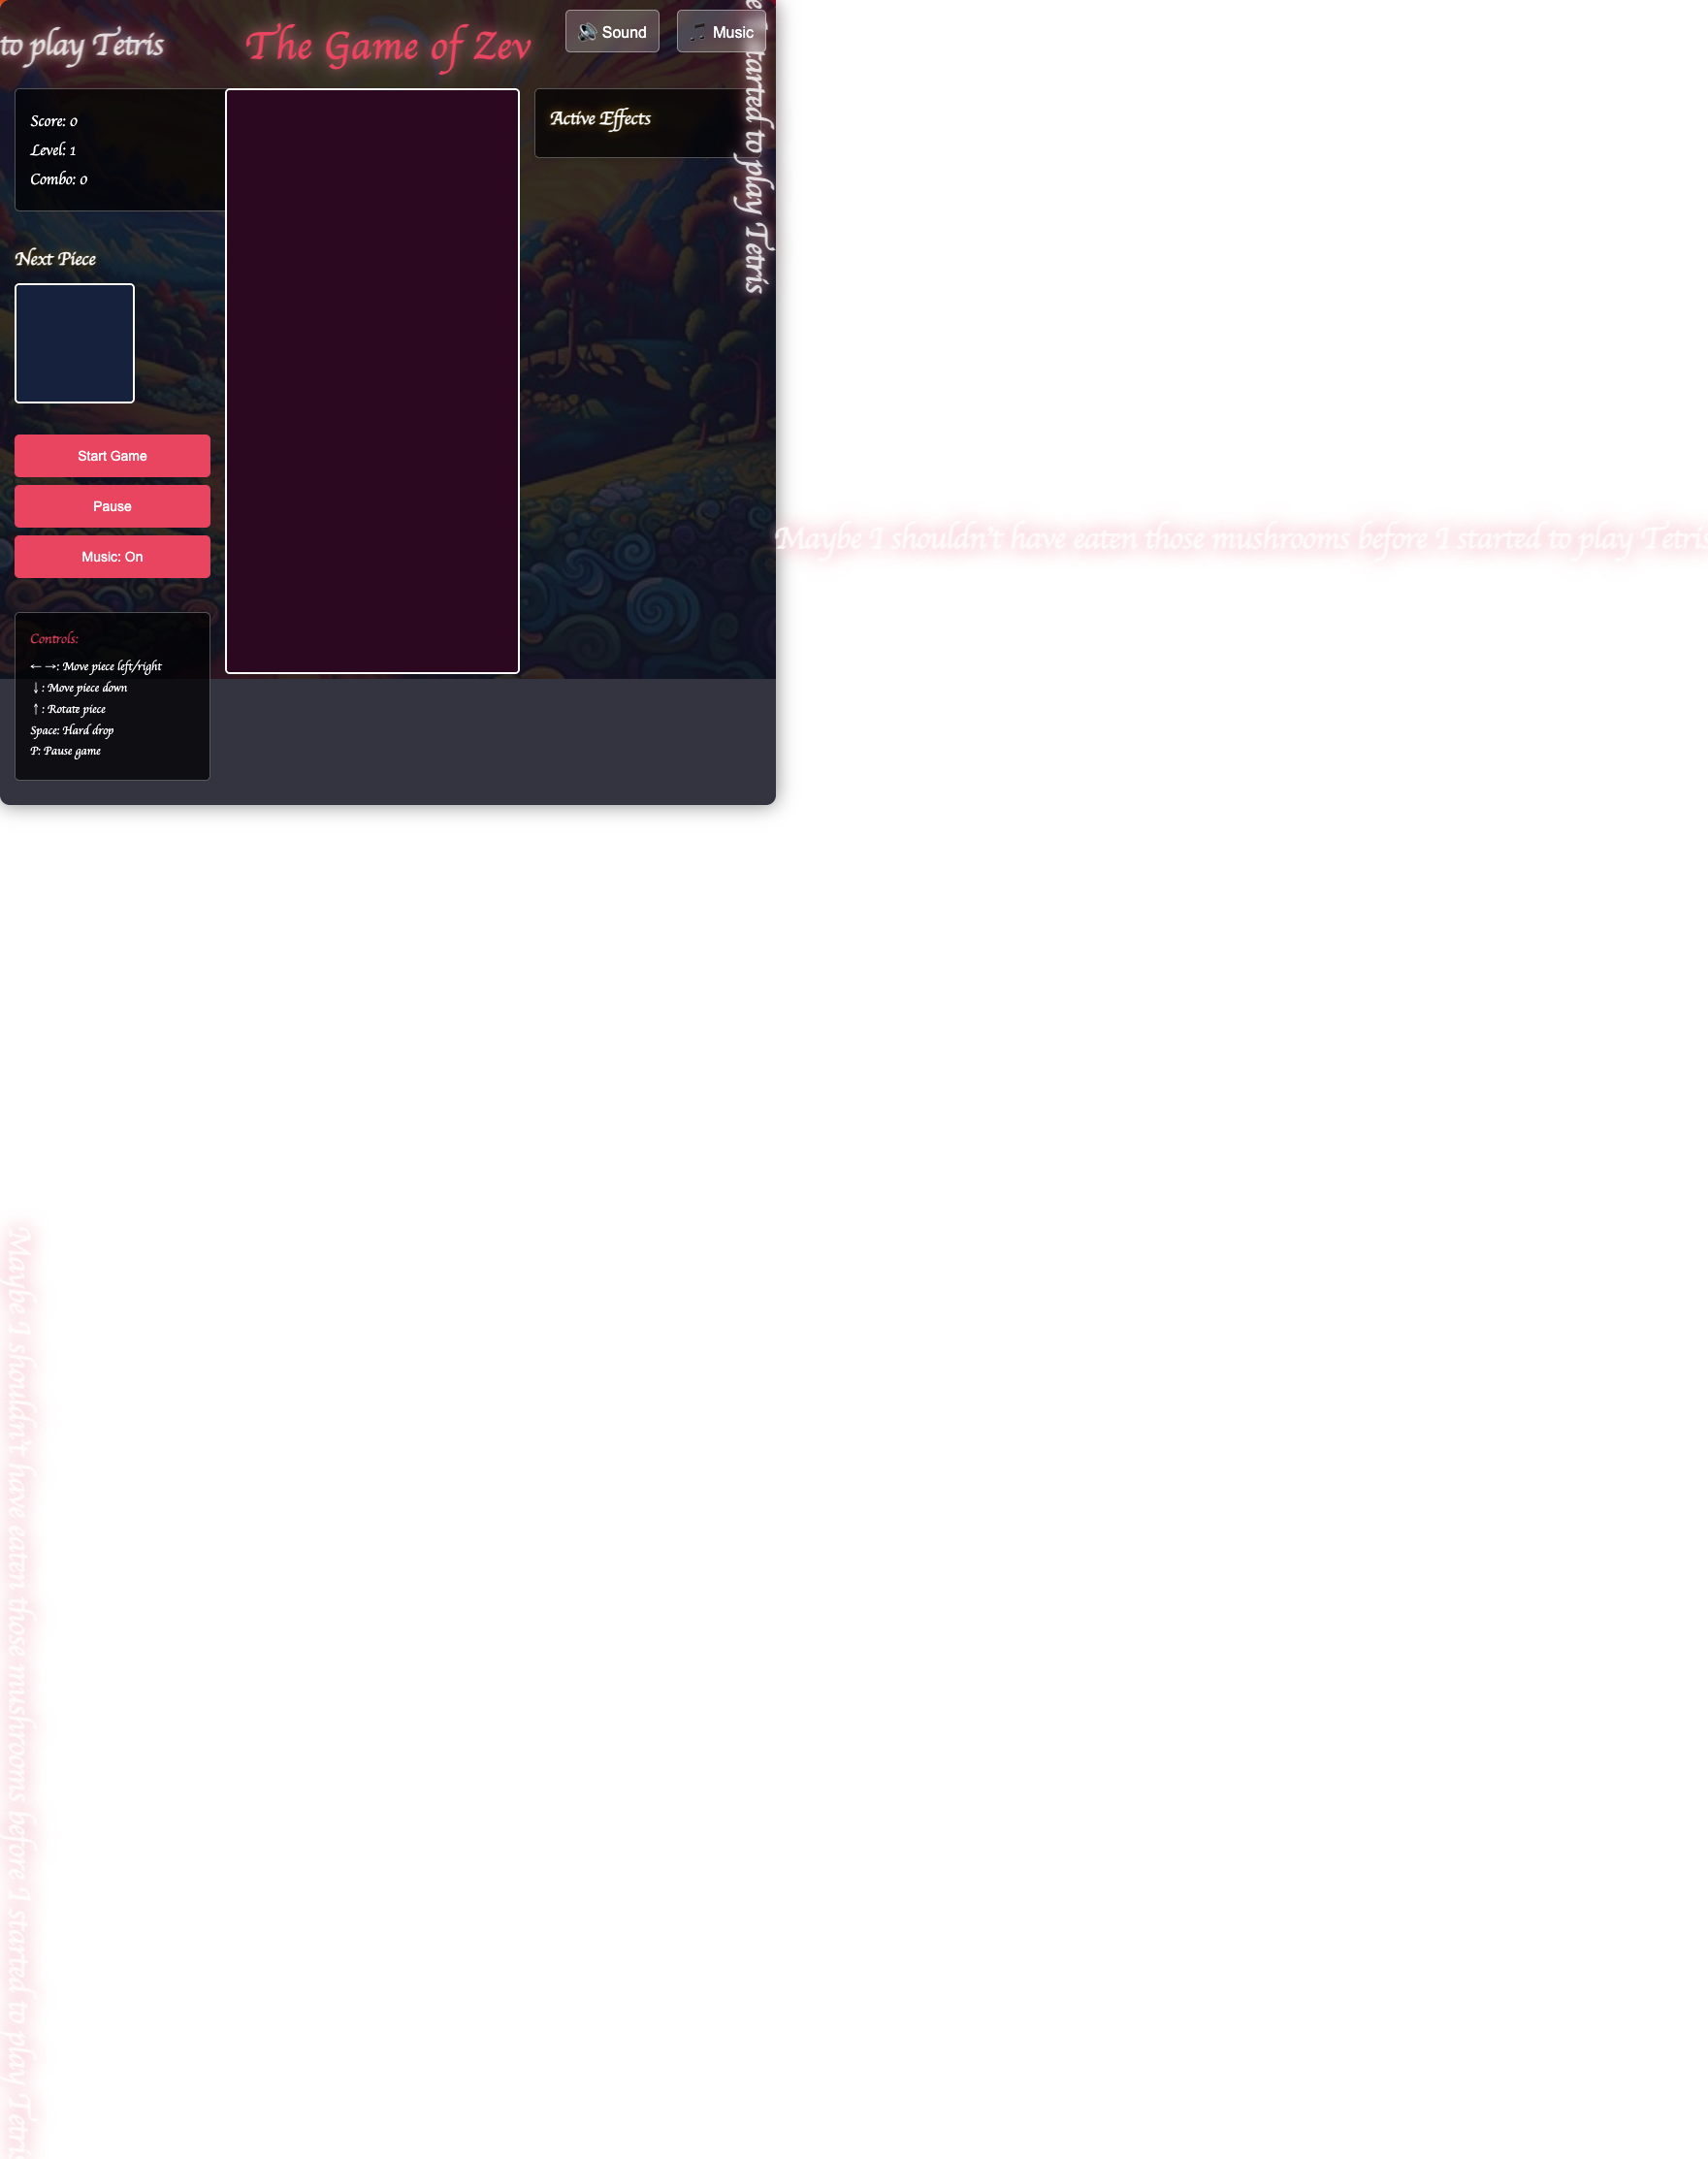 to play Tetris
The Game of Zev
🔊 Sound
🎵 Music
started to play Tetris
Score: 0
Level: 1
Combo: 0
Active Effects
Next Piece
Start Game
Pause
Music: On
Maybe I shouldn't have eaten those mushrooms before I started to play Tetris
Controls:
← →: Move piece left/right
↓: Move piece down
↑: Rotate piece
Space: Hard drop
P: Pause game
Maybe I shouldn't have eaten those mushrooms before I started to play Tetris